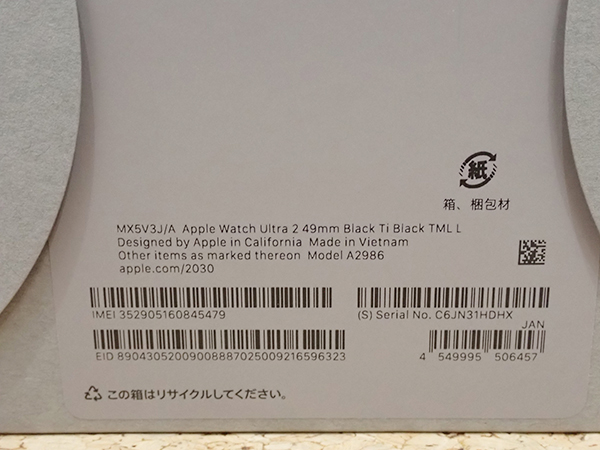 紙
箱、梱包材
MX5V3J/A Apple Watch Ultra 2 49mm Black Ti Black TML L
Designed by Apple in California Made in Vietnam
Other items as marked thereon Model A2986
apple.com/2030
IMEI 352905160845479
(S) Serial No. C6JN31HDHX
JAN
EID 89043052009008887025009216596323
4 549995 506457
この箱はリサイクルしてください。